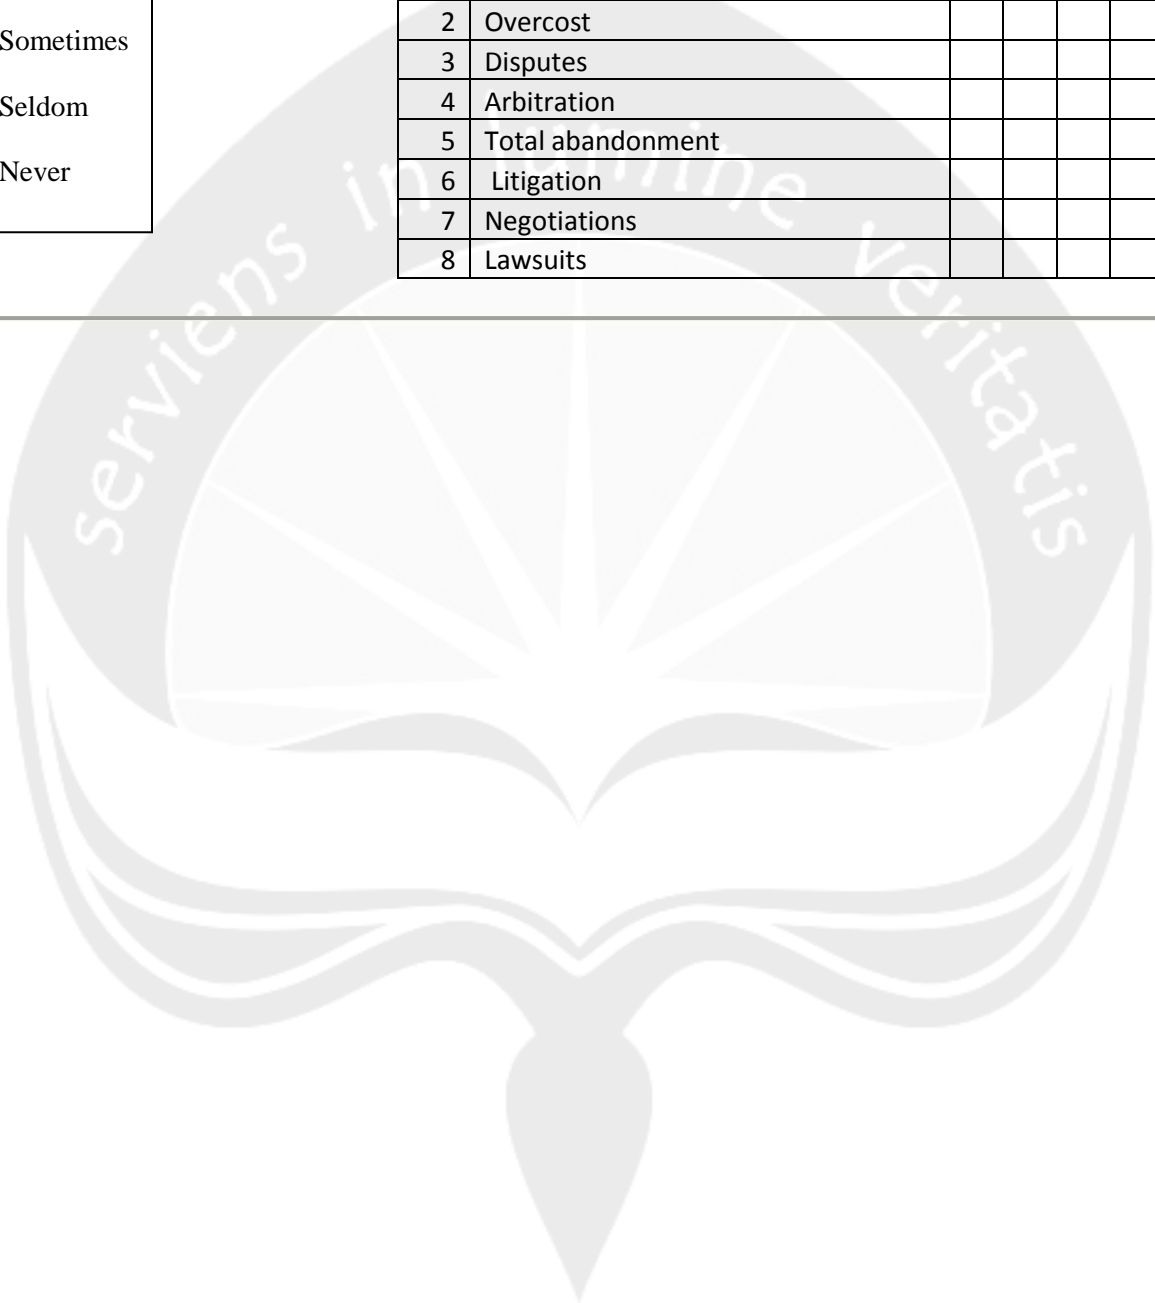 Sometimes
Seldom
Never
2 Overcost
3 Disputes
4 Arbitration
5 Total abandonment
6 Litigation
7 Negotiations
8 Lawsuits
serviens in lumine veritatis